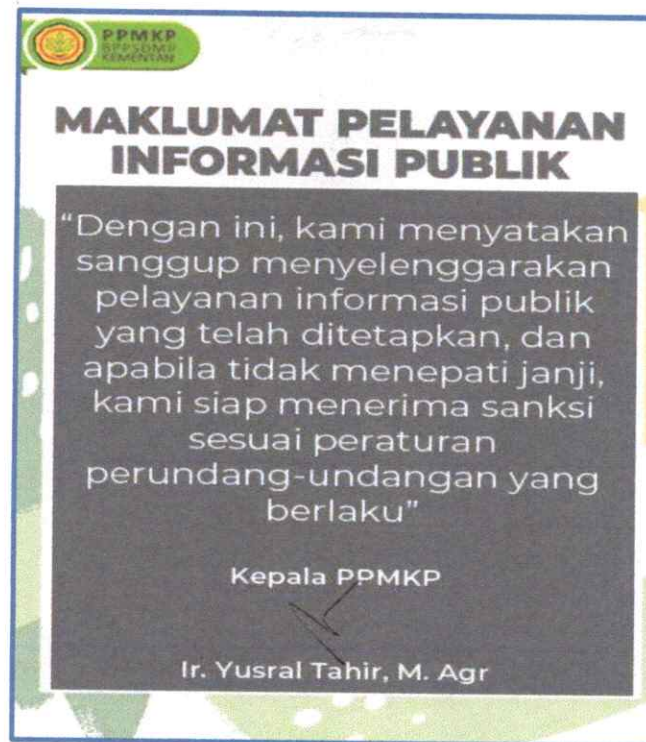 PPMKP
BPPSDMP
KEMENTAN
MAKLUMAT PELAYANAN
INFORMASI PUBLIK
“Dengan ini, kami menyatakan
sanggup menyelenggarakan
pelayanan informasi publik
yang telah ditetapkan, dan
apabila tidak menepati janji,
kami siap menerima sanksi
sesuai peraturan
perundang-undangan yang
berlaku”
Kepala PPMKP
Ir. Yusral Tahir, M. Agr